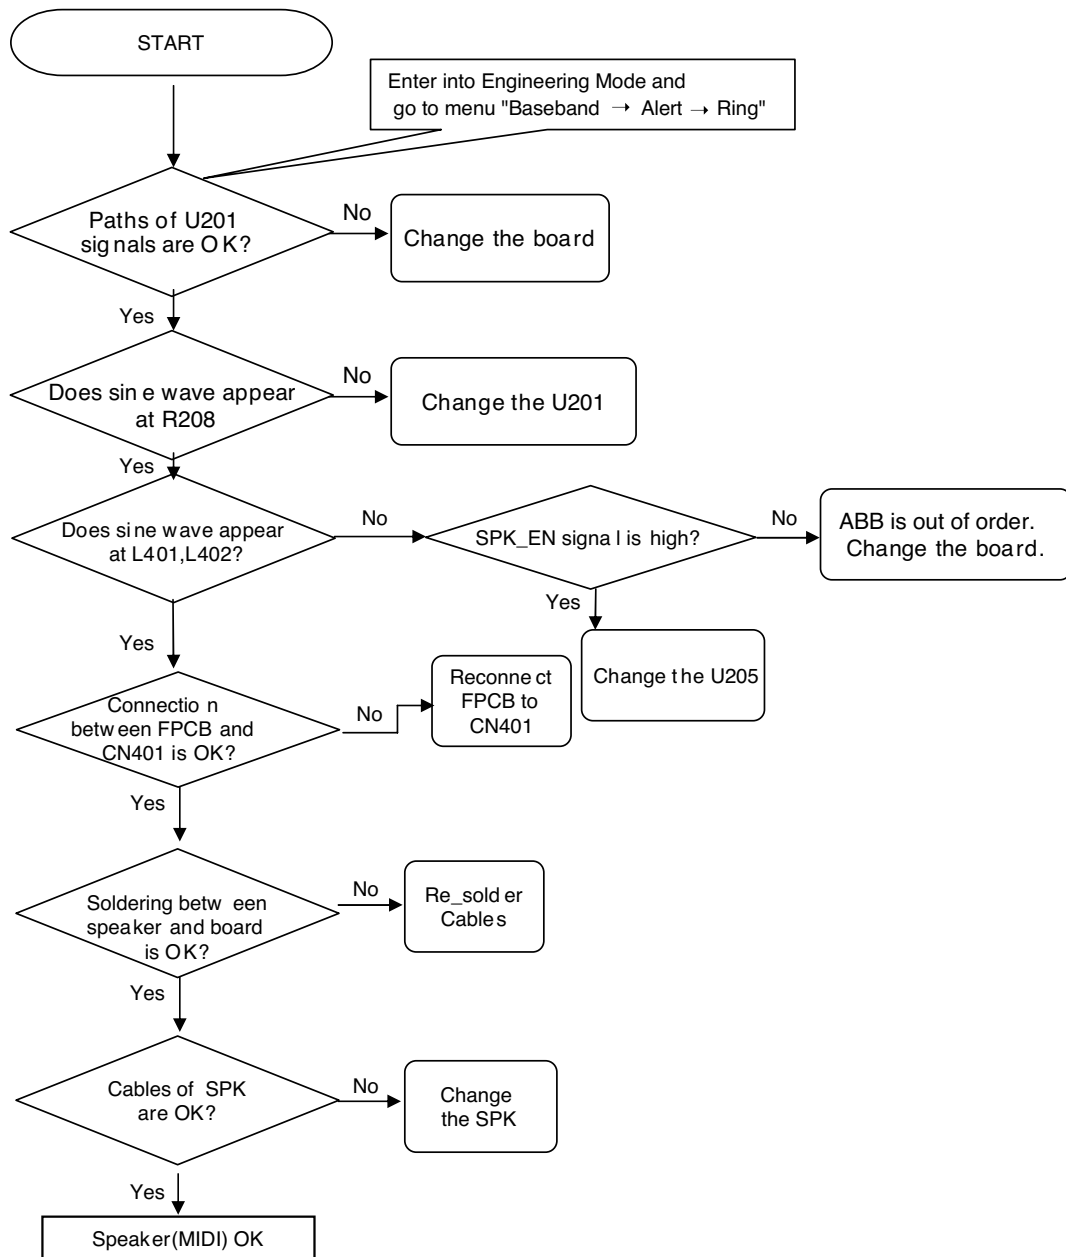 START
Enter into Engineering Mode and
go to menu "Baseband → Alert → Ring"
Paths of U201
signals are OK?
No
Change the board
Yes
Does sine wave appear
at R208
No
Change the U201
Yes
Does sine wave appear
at L401,L402?
No
SPK_EN signal is high?
No
ABB is out of order.
Change the board.
Yes
Change the U205
Yes
Connection
between FPCB and
CN401 is OK?
No
Reconnect
FPCB to
CN401
Yes
Soldering between
speaker and board
is OK?
No
Re_solder
Cables
Yes
Cables of SPK
are OK?
No
Change
the SPK
Yes
Speaker(MIDI) OK